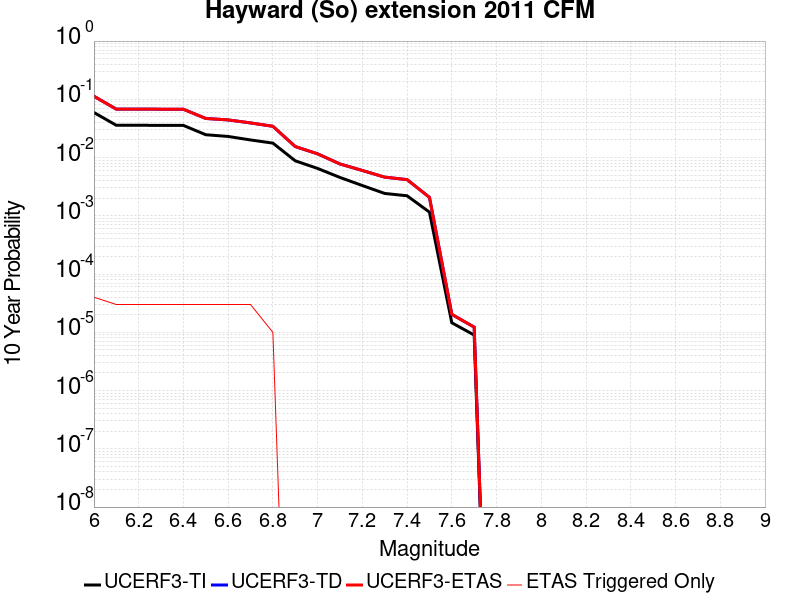 Hayward (So) extension 2011 CFM
10^0
10^-1
10^-2
10^-3
10^-4
10^-5
10^-6
10^-7
10^-8
10 Year Probability
6 6.2 6.4 6.6 6.8 7 7.2 7.4 7.6 7.8 8 8.2 8.4 8.6 8.8 9
Magnitude
UCERF3-TI UCERF3-TD UCERF3-ETAS ETAS Triggered Only